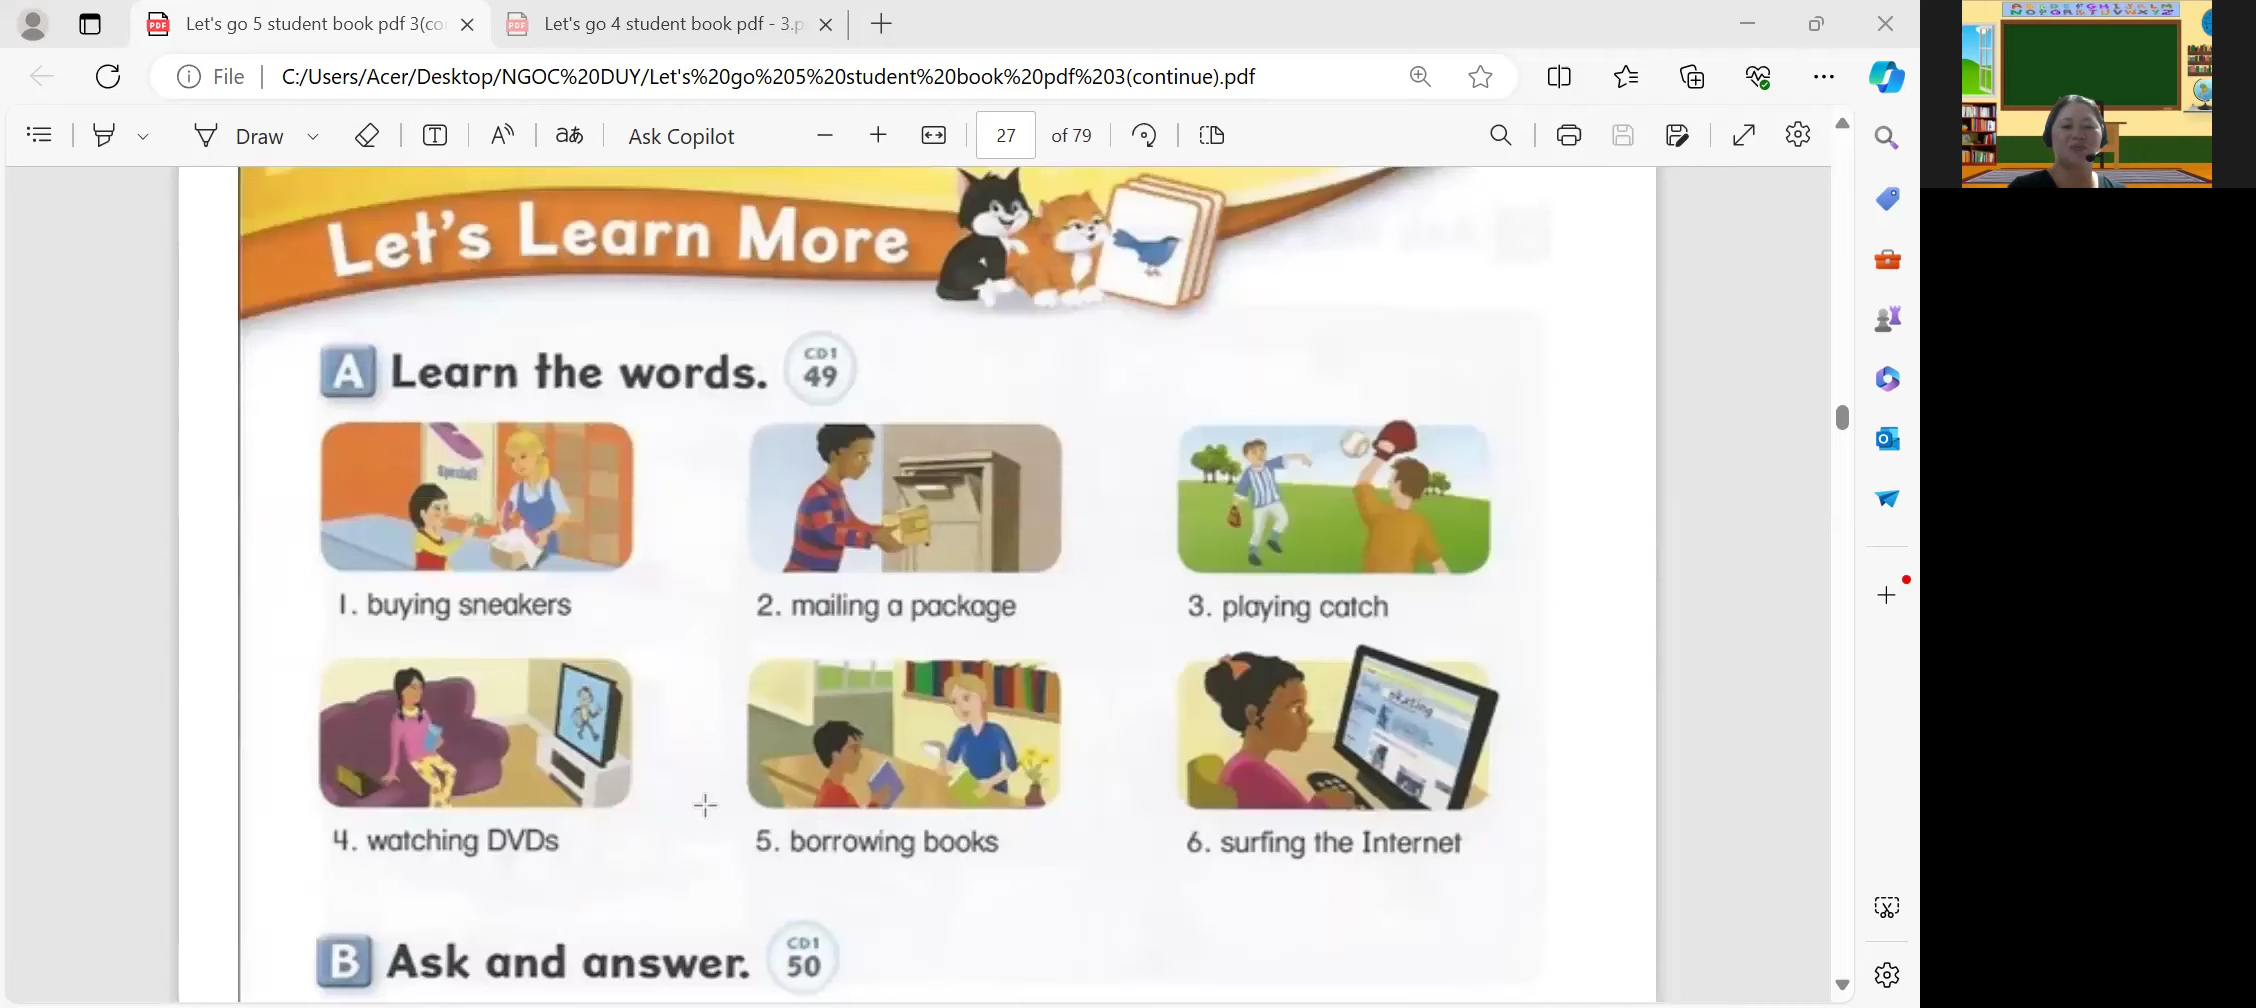 Let's go 5 student book pdf 3(co
Let's go 4 student book pdf - 3.p
File
C:/Users/Acer/Desktop/NGOC%20DUY/Let's%20go%205%20student%20book%20pdf%203(continue).pdf
Draw
Ask Copilot
27 of 79
Let's Learn More
A Learn the words. CD1 49
1. buying sneakers
2. mailing a package
3. playing catch
4. watching DVDs
5. borrowing books
6. surfing the Internet
B Ask and answer. CD1 50